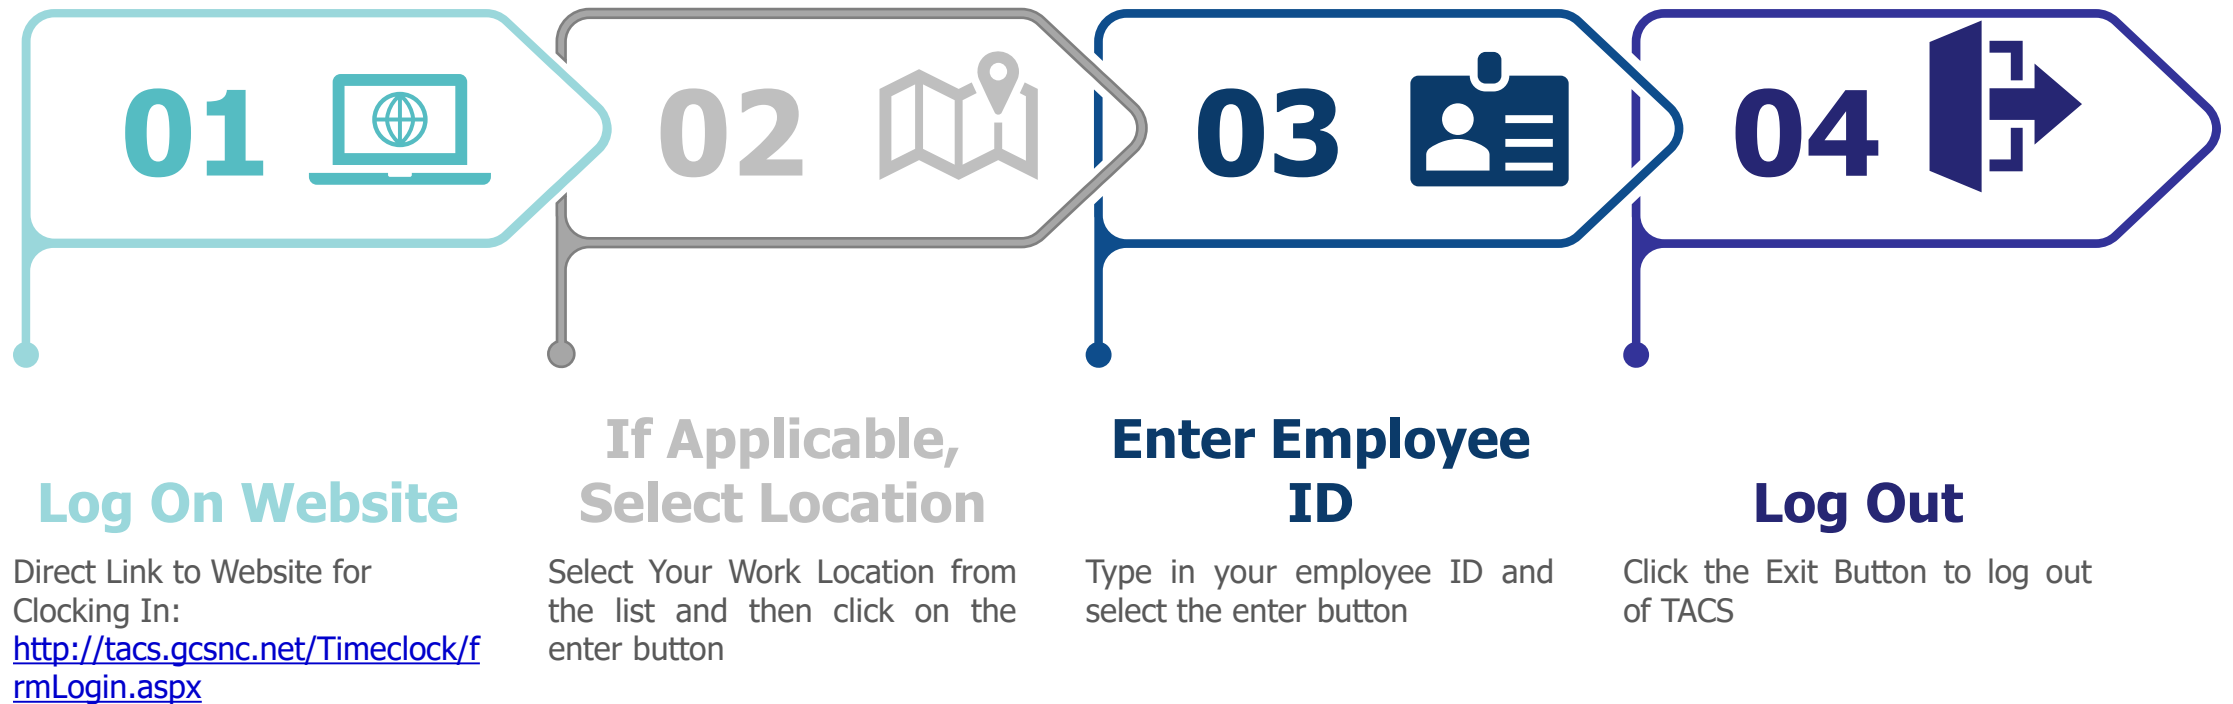 01
02
03
04
Log On Website
Direct Link to Website for
Clocking In:
http://tacs.gcsnc.net/Timeclock/f
rmLogin.aspx
If Applicable,
Select Location
Select Your Work Location from
the list and then click on the
enter button
Enter Employee
ID
Type in your employee ID and
select the enter button
Log Out
Click the Exit Button to log out
of TACS